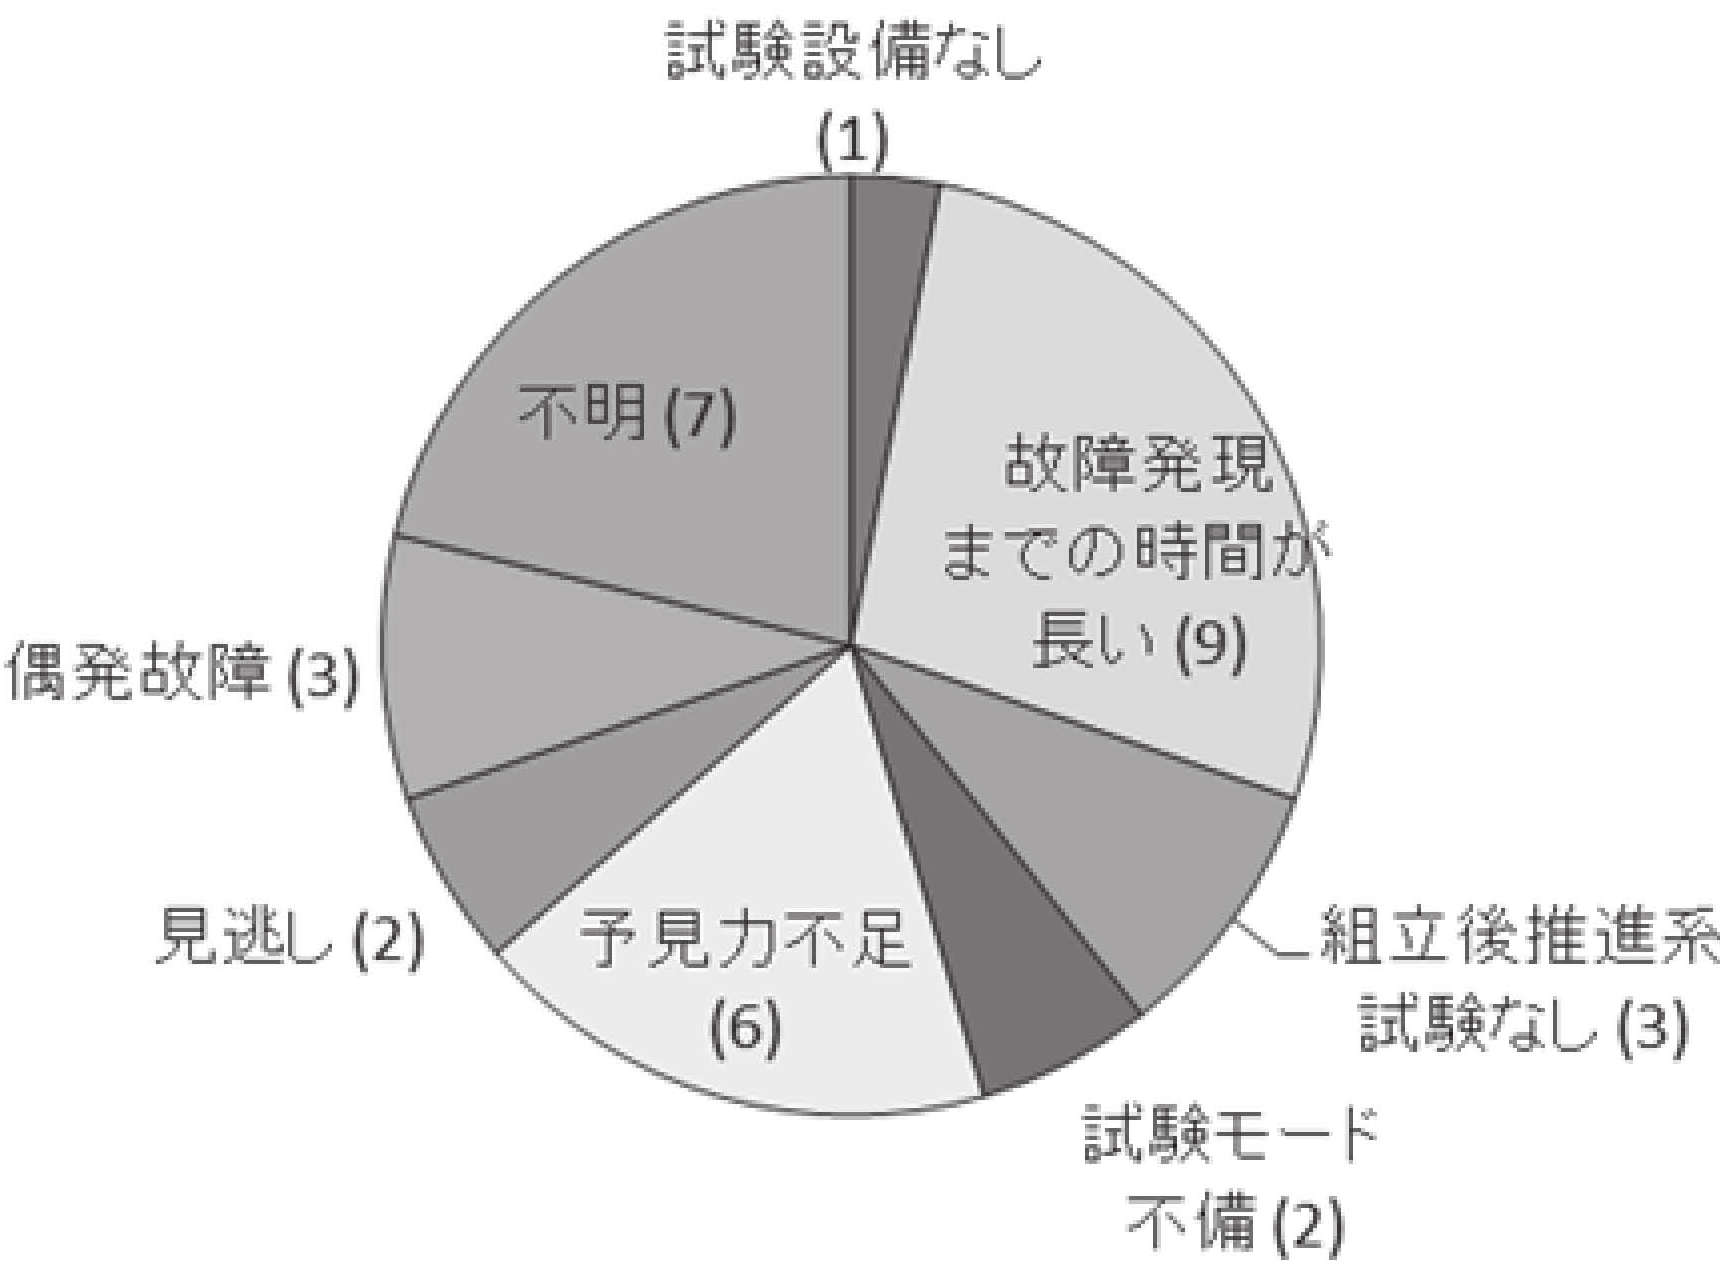 試験設備なし
(1)
故障発現
までの時間が
長い (9)
組立後推進系
試験なし (3)
試験モード
不備 (2)
予見力不足
(6)
見逃し (2)
偶発故障 (3)
不明 (7)